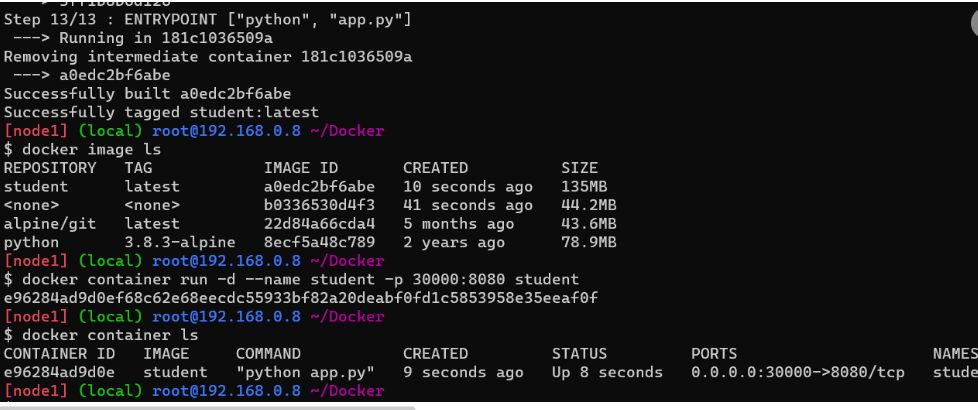 Step 13/13 : ENTRYPOINT ["python", "app.py"]
 ---> Running in 181c1036509a
Removing intermediate container 181c1036509a
 ---> a0edc2bf6abe
Successfully built a0edc2bf6abe
Successfully tagged student:latest
[node1] (local) root@192.168.0.8 ~/Docker
$ docker image ls
REPOSITORY   TAG            IMAGE ID       CREATED          SIZE
student      latest         a0edc2bf6abe   10 seconds ago   135MB
<none>       <none>         b0336530d4f3   41 seconds ago   44.2MB
alpine/git   latest         22d84a66cda4   5 months ago     43.6MB
python       3.8.3-alpine   8ecf5a48c789   2 years ago      78.9MB
[node1] (local) root@192.168.0.8 ~/Docker
$ docker container run -d --name student -p 30000:8080 student
e96284ad9d0ef68c62e68eecdc55933bf82a20deabf0fd1c5853958e35eeaf0f
[node1] (local) root@192.168.0.8 ~/Docker
$ docker container ls
CONTAINER ID   IMAGE     COMMAND           CREATED         STATUS         PORTS                     NAMES
e96284ad9d0e   student   "python app.py"   9 seconds ago   Up 8 seconds   0.0.0.0:30000->8080/tcp   stude
[node1] (local) root@192.168.0.8 ~/Docker